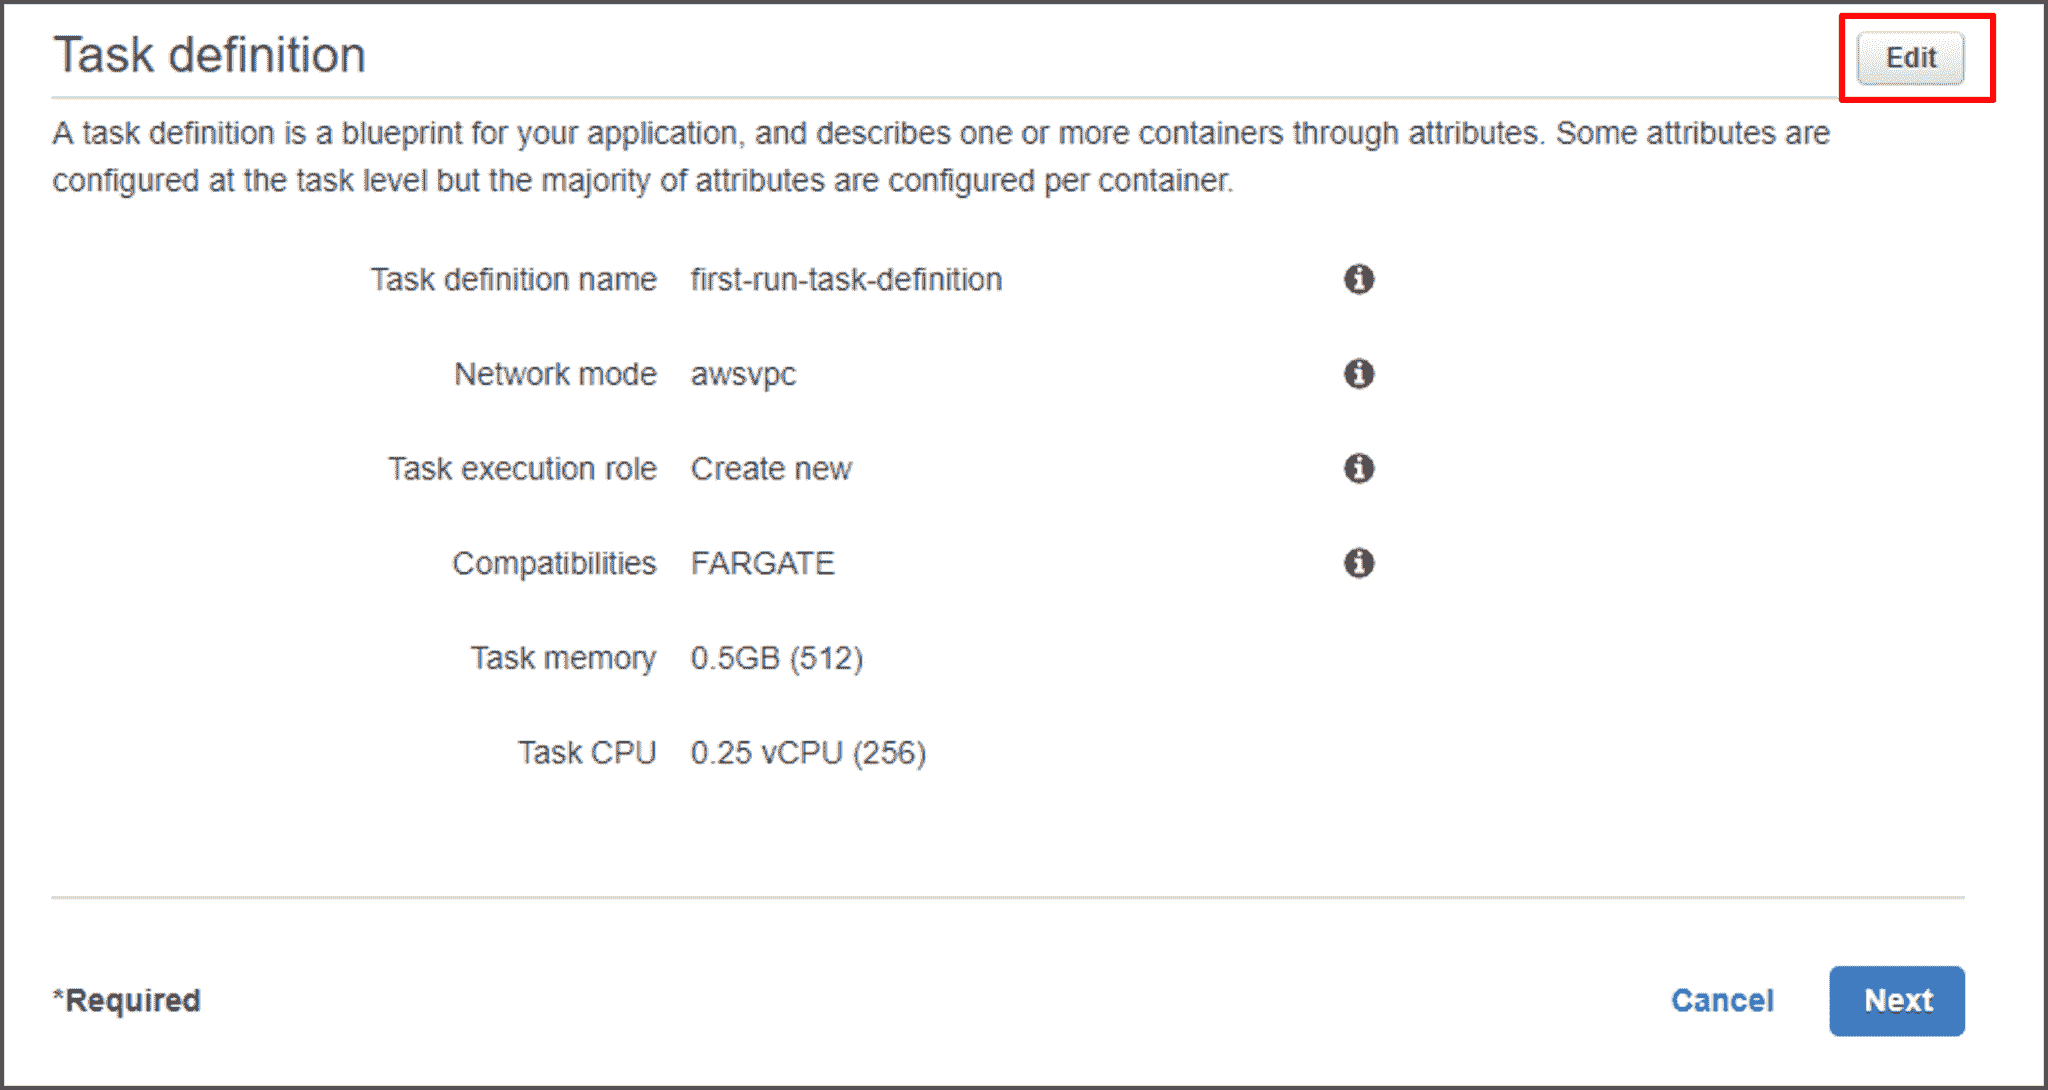 Task definition
Edit
A task definition is a blueprint for your application, and describes one or more containers through attributes. Some attributes are
configured at the task level but the majority of attributes are configured per container.
Task definition name first-run-task-definition
Network mode awsvpc
Task execution role Create new
Compatibilities FARGATE
Task memory 0.5GB (512)
Task CPU 0.25 vCPU (256)
*Required
Cancel
Next